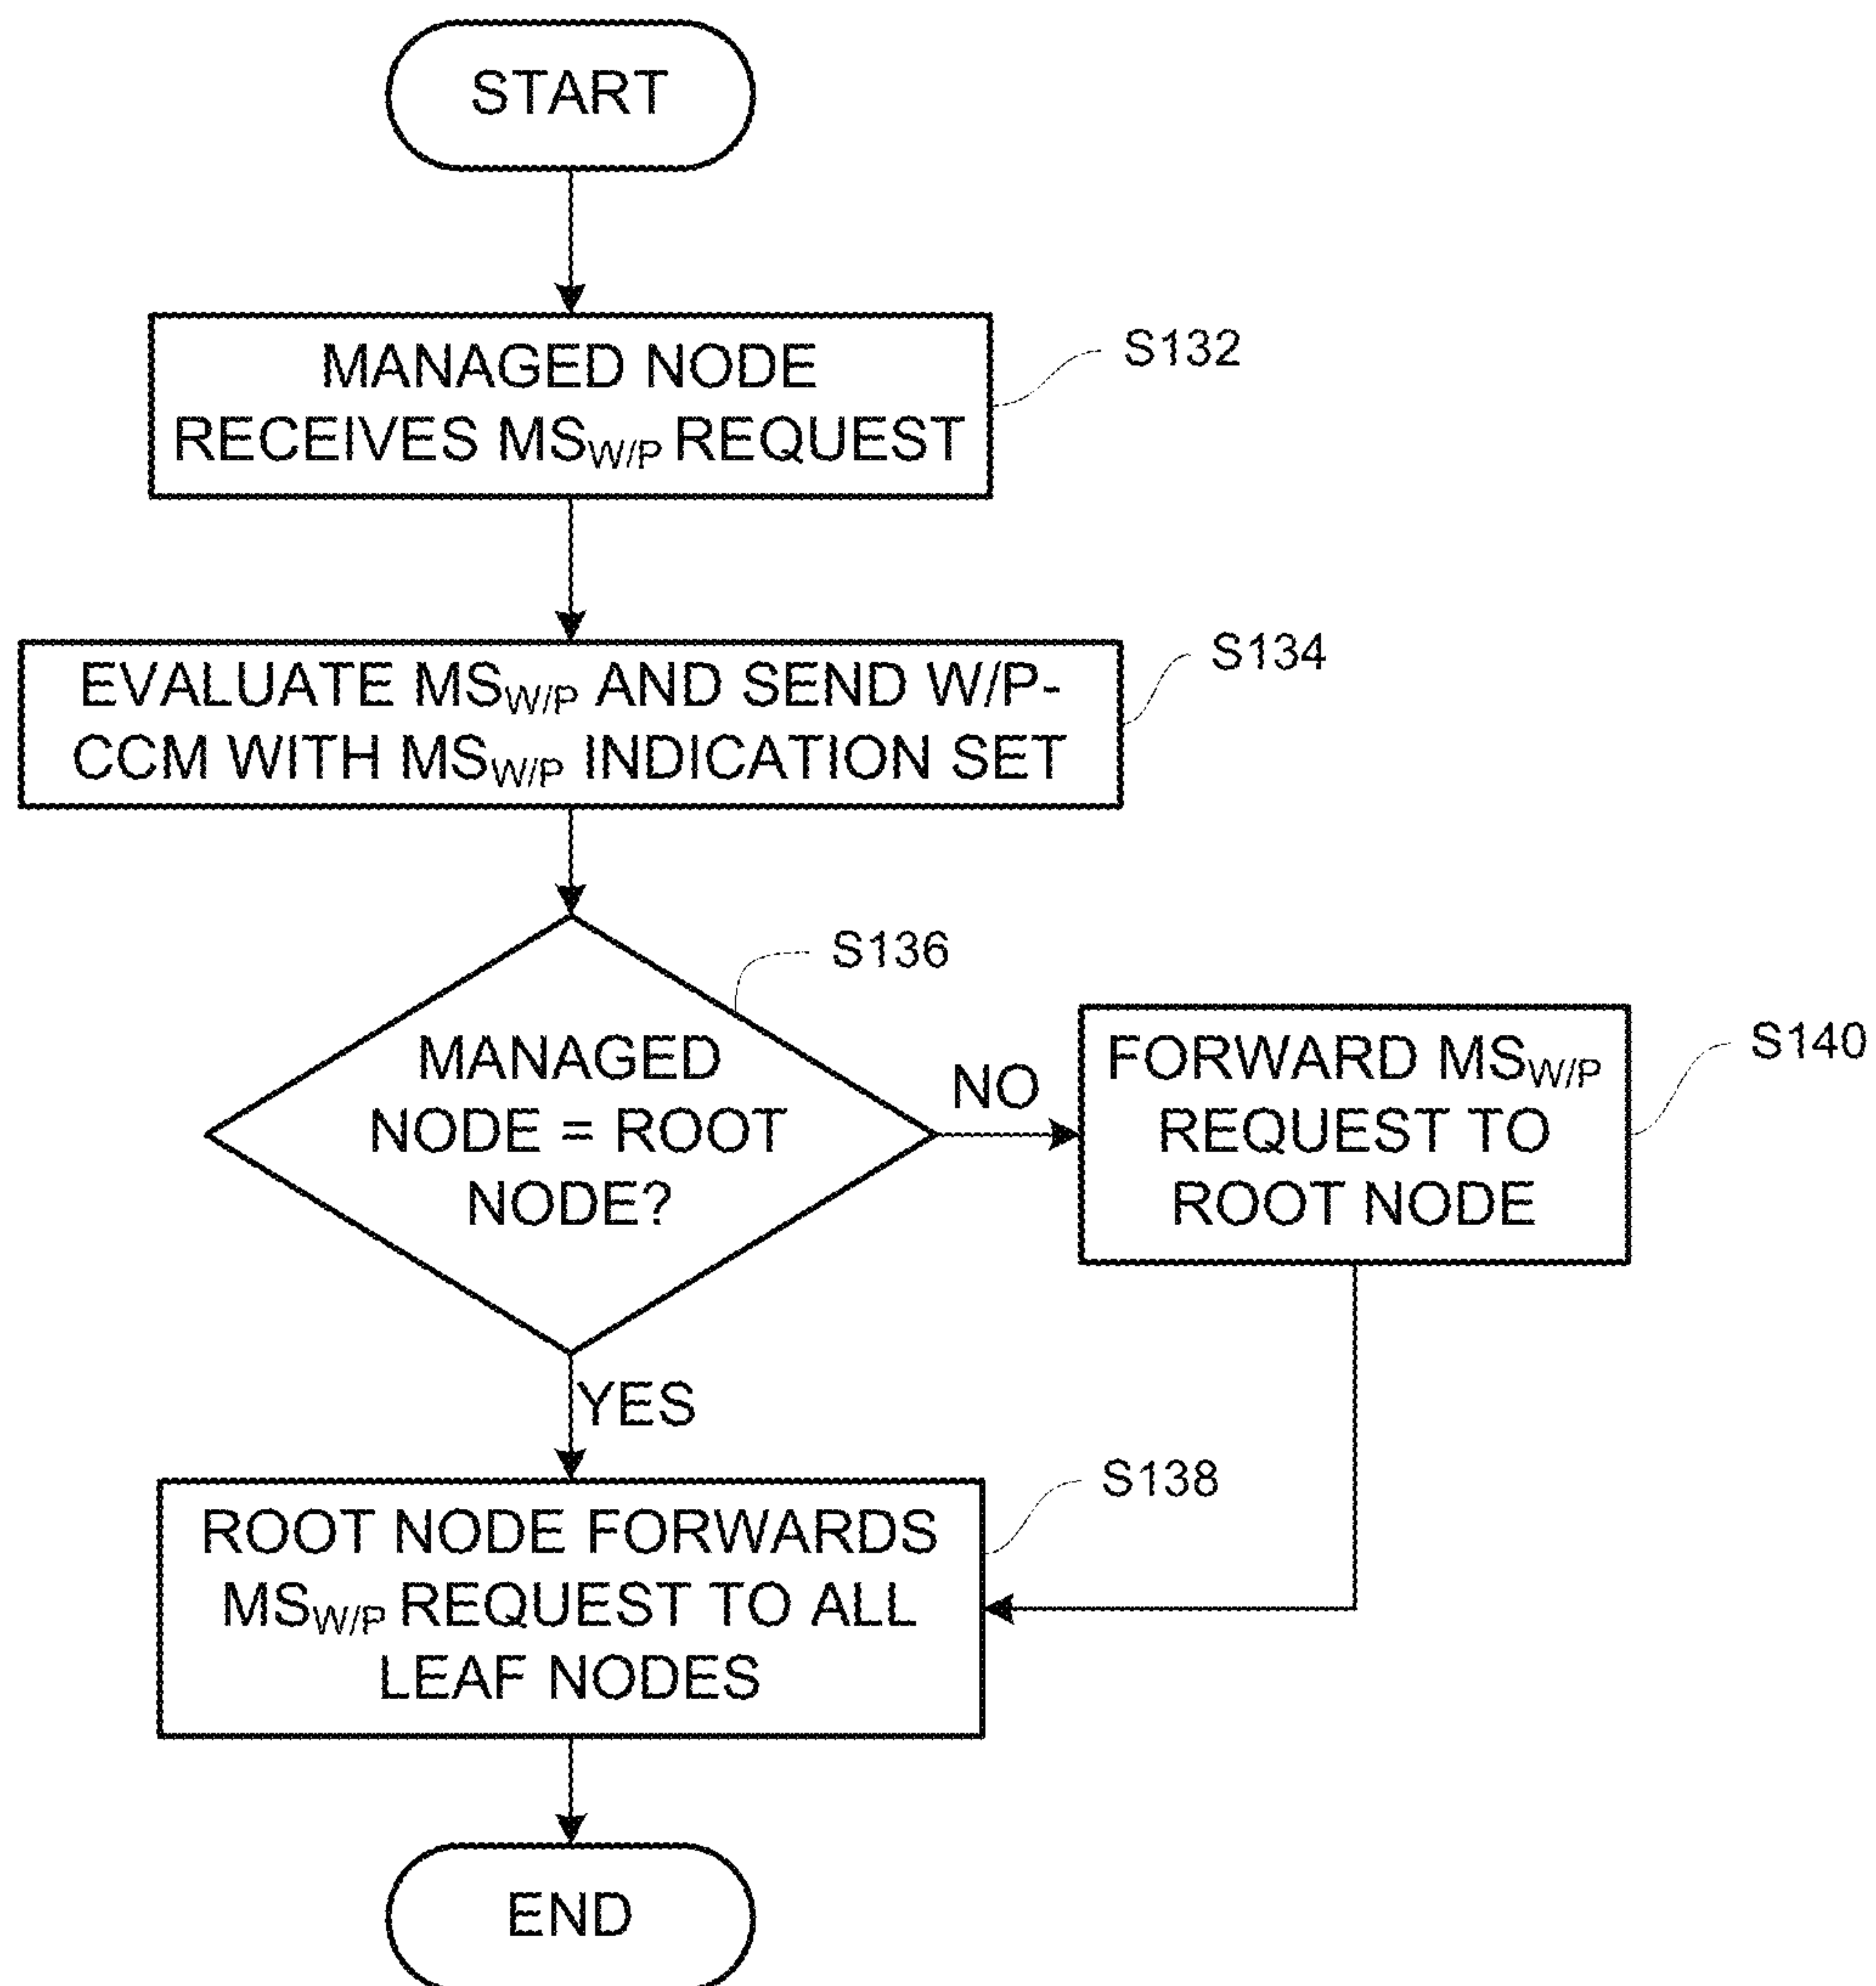 START
MANAGED NODE
RECEIVES MSW/P REQUEST
S132
EVALUATE MSW/P AND SEND W/P-
CCM WITH MSW/P INDICATION SET
S134
S136
MANAGED
NODE = ROOT
NODE?
NO
FORWARD MSW/P
REQUEST TO
ROOT NODE
S140
YES
ROOT NODE FORWARDS
MSW/P REQUEST TO ALL
LEAF NODES
S138
END